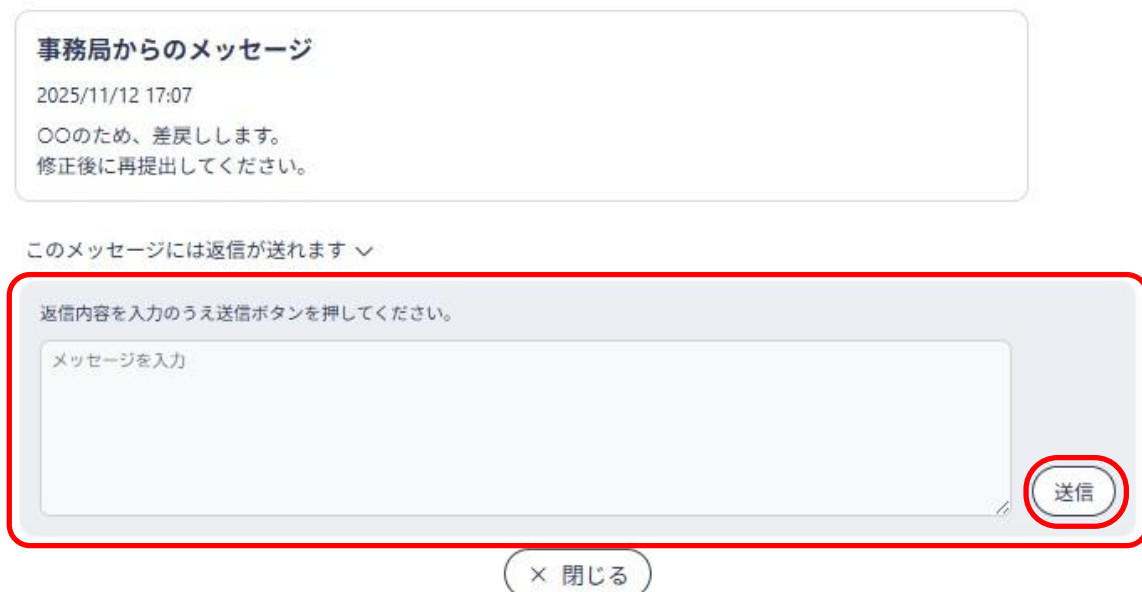 事務局からのメッセージ
2025/11/12 17:07
〇〇のため、差戻しします。
修正後に再提出してください。
このメッセージには返信が送れます
返信内容を入力のうえ送信ボタンを押してください。
メッセージを入力
送信
× 閉じる